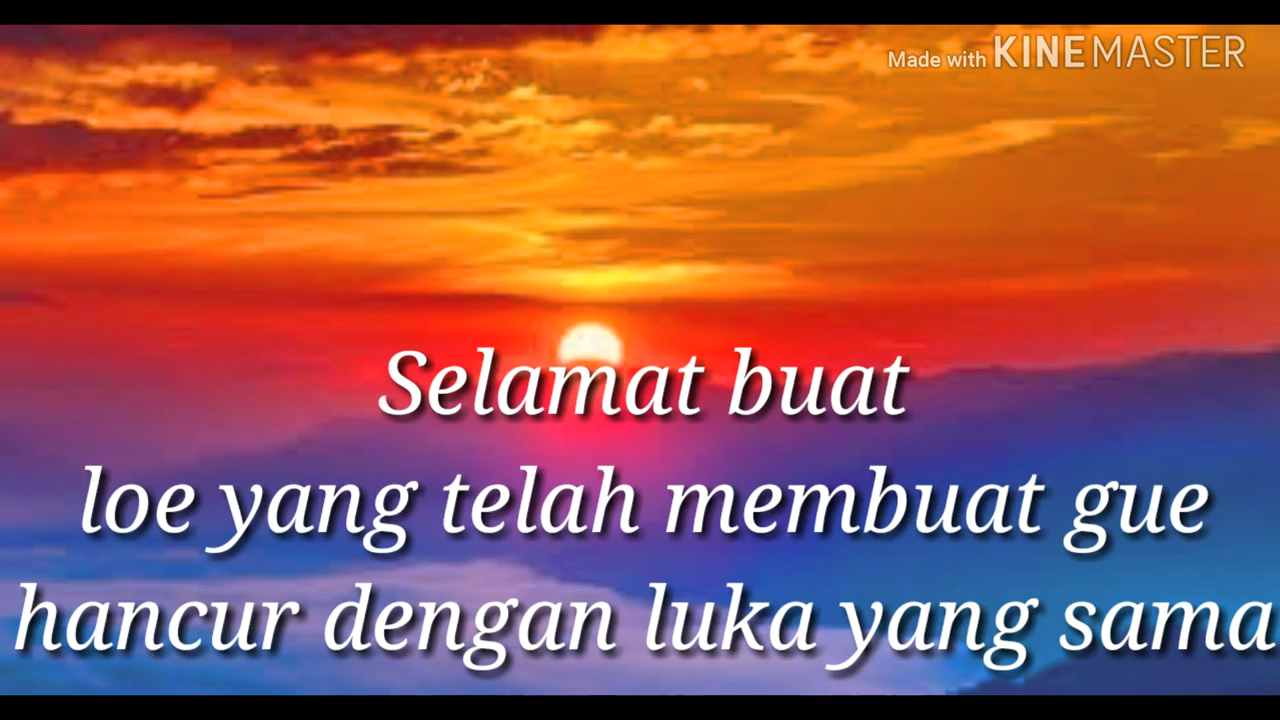 Made with KINEMASTER
Selamat buat
loe yang telah membuat gue
hancur dengan luka yang sama